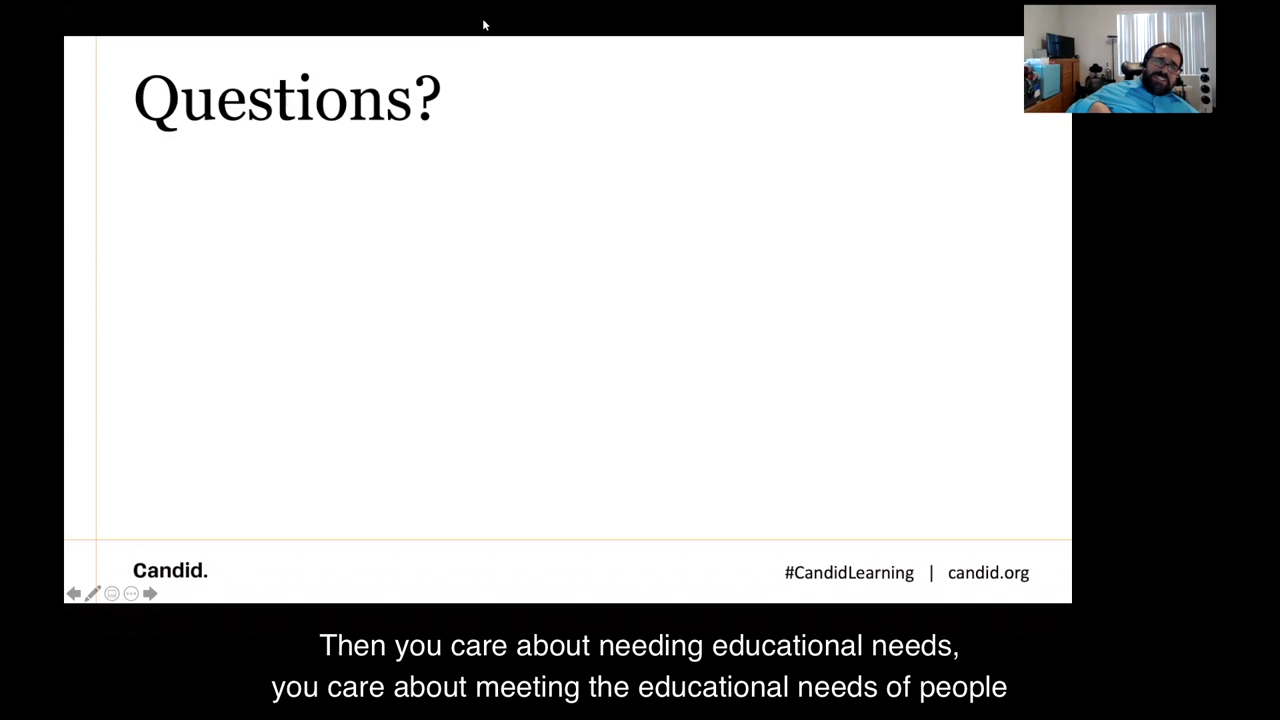 Questions?
Candid.
#CandidLearning | candid.org
Then you care about needing educational needs,
you care about meeting the educational needs of people